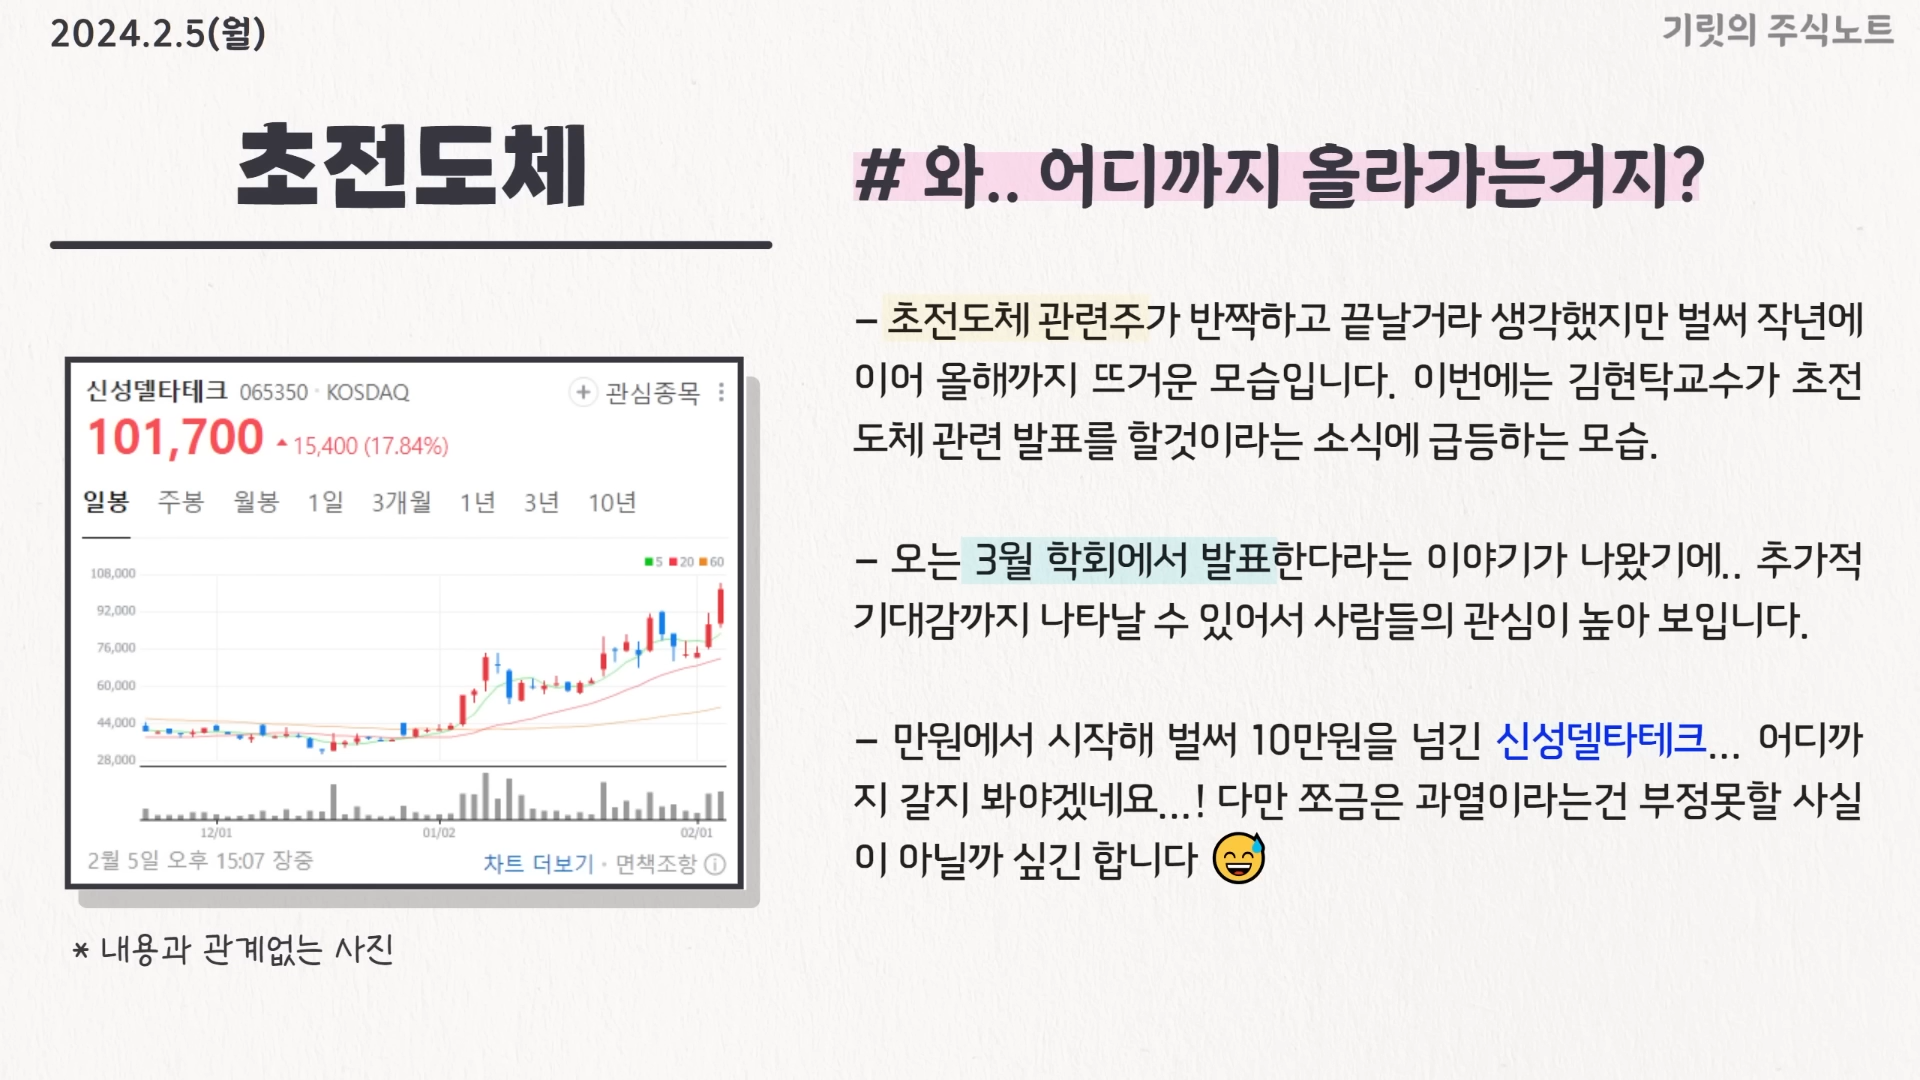 2024.2.5(월)
기릿의 주식노트
초전도체
신성델타테크 065350 · KOSDAQ
+ 관심종목
101,700 ▲ 15,400 (17.84%)
일봉 주봉 월봉 1일 3개월 1년 3년 10년
5 20 60
108,000
92,000
76,000
60,000
44,000
28,000
12/01 01/02 02/01
2월 5일 오후 15:07 장중
차트 더보기 · 면책조항
* 내용과 관계없는 사진
# 와.. 어디까지 올라가는거지?
– 초전도체 관련주가 반짝하고 끝날거라 생각했지만 벌써 작년에
이어 올해까지 뜨거운 모습입니다. 이번에는 김현탁교수가 초전
도체 관련 발표를 할것이라는 소식에 급등하는 모습.
– 오는 3월 학회에서 발표한다라는 이야기가 나왔기에.. 추가적
기대감까지 나타날 수 있어서 사람들의 관심이 높아 보입니다.
– 만원에서 시작해 벌써 10만원을 넘긴 신성델타테크... 어디까
지 갈지 봐야겠네요...! 다만 쪼금은 과열이라는건 부정못할 사실
이 아닐까 싶긴 합니다 😅